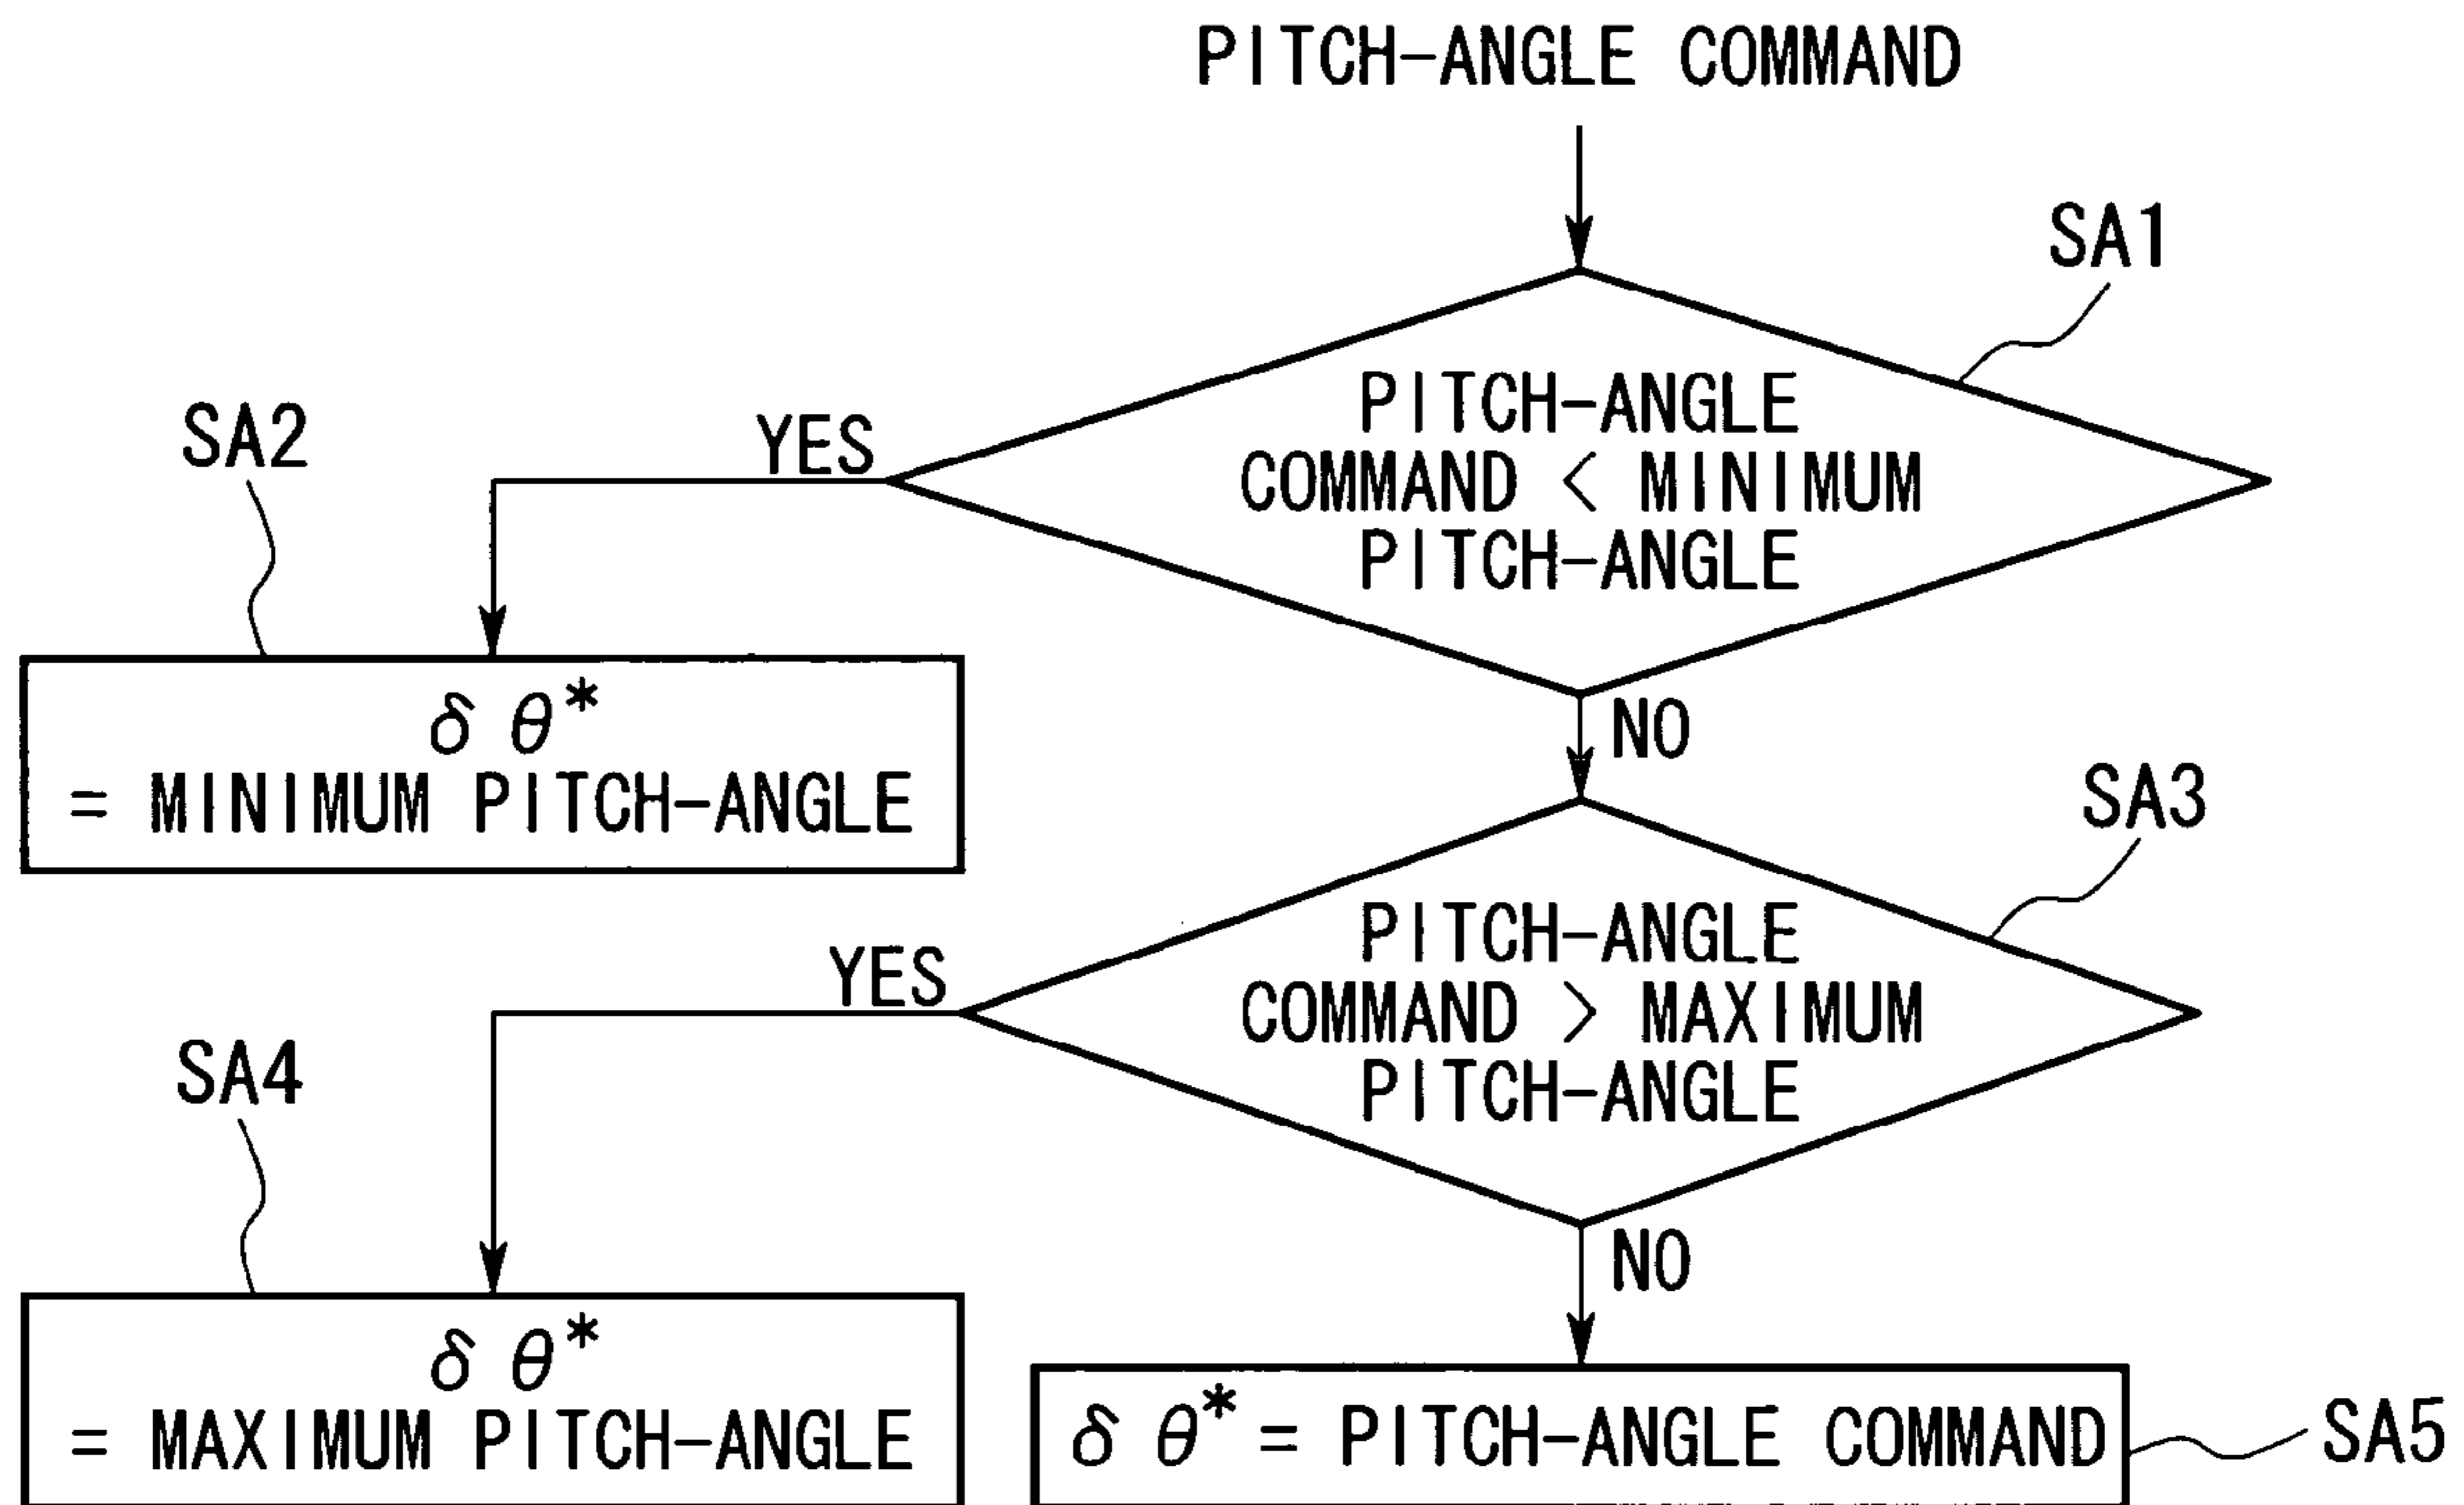 PITCH-ANGLE COMMAND
SA1
PITCH-ANGLE
COMMAND < MINIMUM
PITCH-ANGLE
YES
SA2
δ θ*
= MINIMUM PITCH-ANGLE
NO
SA3
PITCH-ANGLE
COMMAND > MAXIMUM
PITCH-ANGLE
YES
SA4
δ θ*
= MAXIMUM PITCH-ANGLE
NO
δ θ* = PITCH-ANGLE COMMAND
SA5